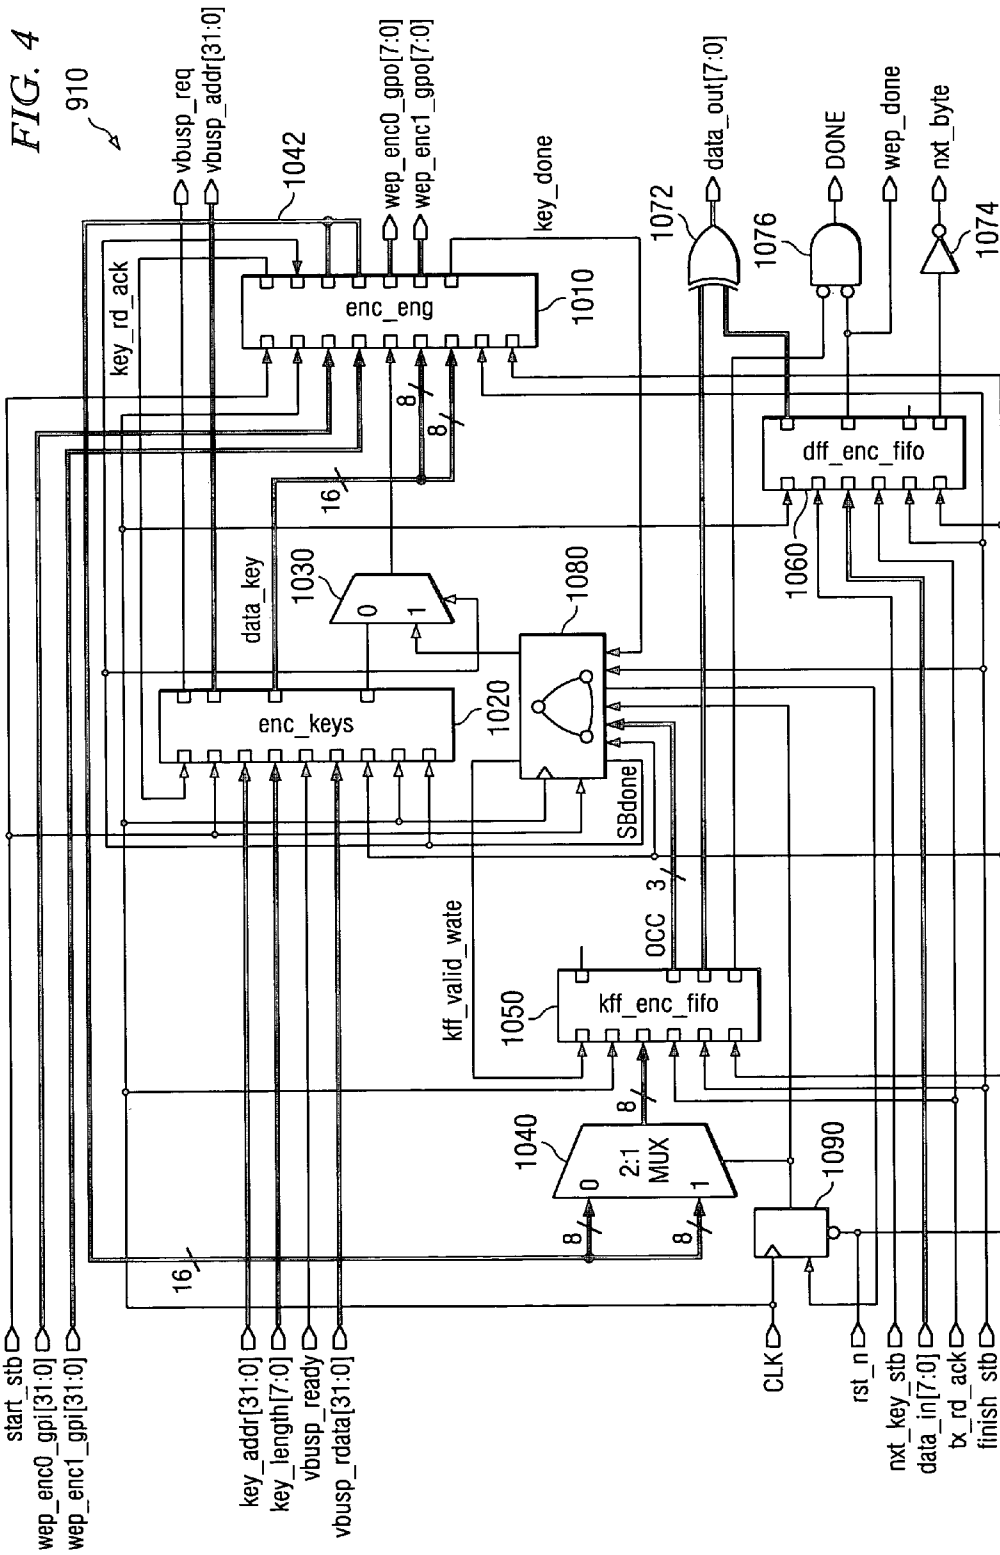 FIG. 4
910
vbusp_req
vbusp_addr[31:0]
1042
wep_enc0_gpo[7:0]
wep_enc1_gpo[7:0]
key_done
key_rd_ack
enc_eng
1010
8
8
16
data_key
1030
0
1
enc_keys
1020
1080
SBdone
kff_valid_wate
OCC
3
1050
kff_enc_fifo
8
1040
0
2:1
MUX
1
8
8
16
1090
1072
data_out[7:0]
1076
DONE
wep_done
nxt_byte
1074
dff_enc_fifo
1060
start_stb
wep_enc0_gpi[31:0]
wep_enc1_gpi[31:0]
key_addr[31:0]
key_length[7:0]
vbusp_ready
vbusp_rdata[31:0]
CLK
rst_n
nxt_key_stb
data_in[7:0]
tx_rd_ack
finish_stb